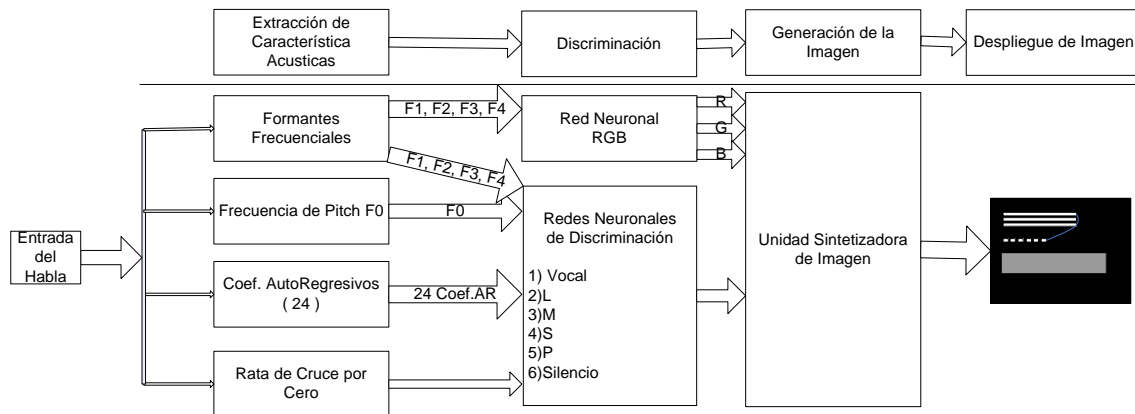 Extracción de
Característica
Acusticas
Discriminación
Generación de la
Imagen
Despliegue de Imagen
Entrada
del
Habla
Formantes
Frecuenciales
F1, F2, F3, F4
F1, F2, F3, F4
Red Neuronal
RGB
R
G
B
Frecuencia de Pitch F0
F0
Coef. AutoRegresivos
( 24 )
24 Coef.AR
Rata de Cruce por
Cero
Redes Neuronales
de Discriminación
1) Vocal
2)L
3)M
4)S
5)P
6)Silencio
Unidad Sintetizadora
de Imagen